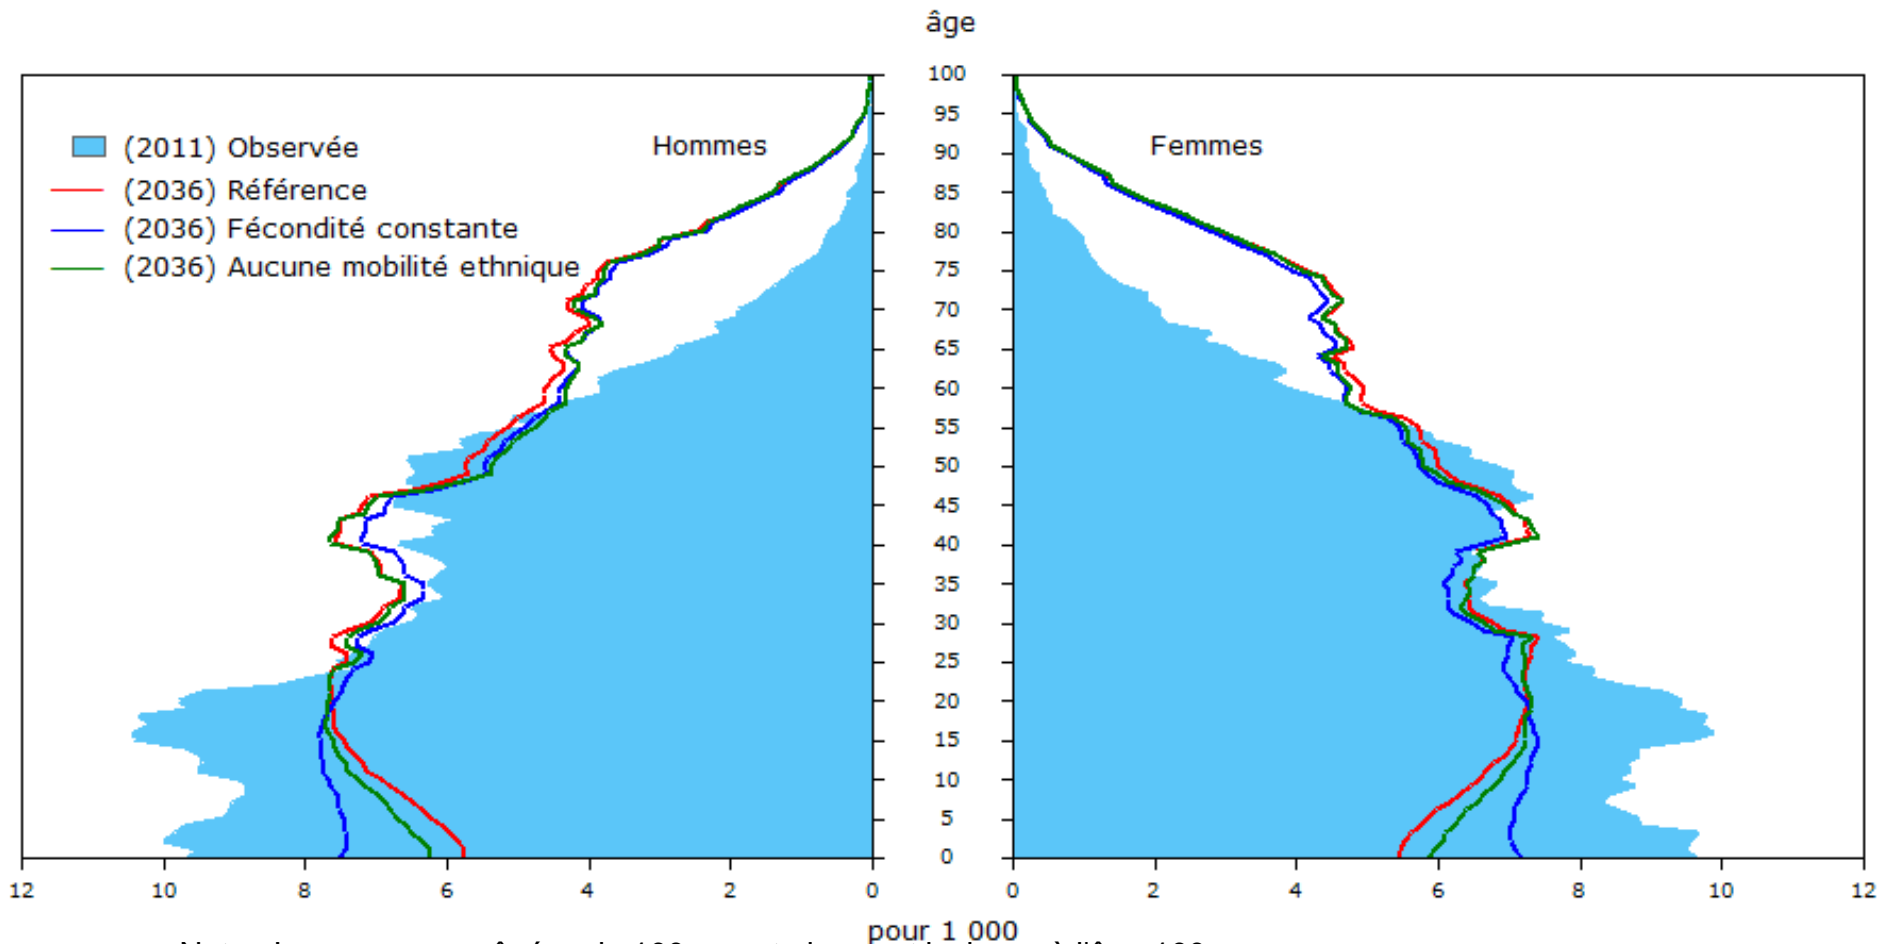 âge
(2011) Observée
(2036) Référence
(2036) Fécondité constante
(2036) Aucune mobilité ethnique
Hommes
Femmes
100
95
90
85
80
75
70
65
60
55
50
45
40
35
30
25
20
15
10
5
0
12 10 8 6 4 2 0
0 2 4 6 8 10 12
pour 1 000